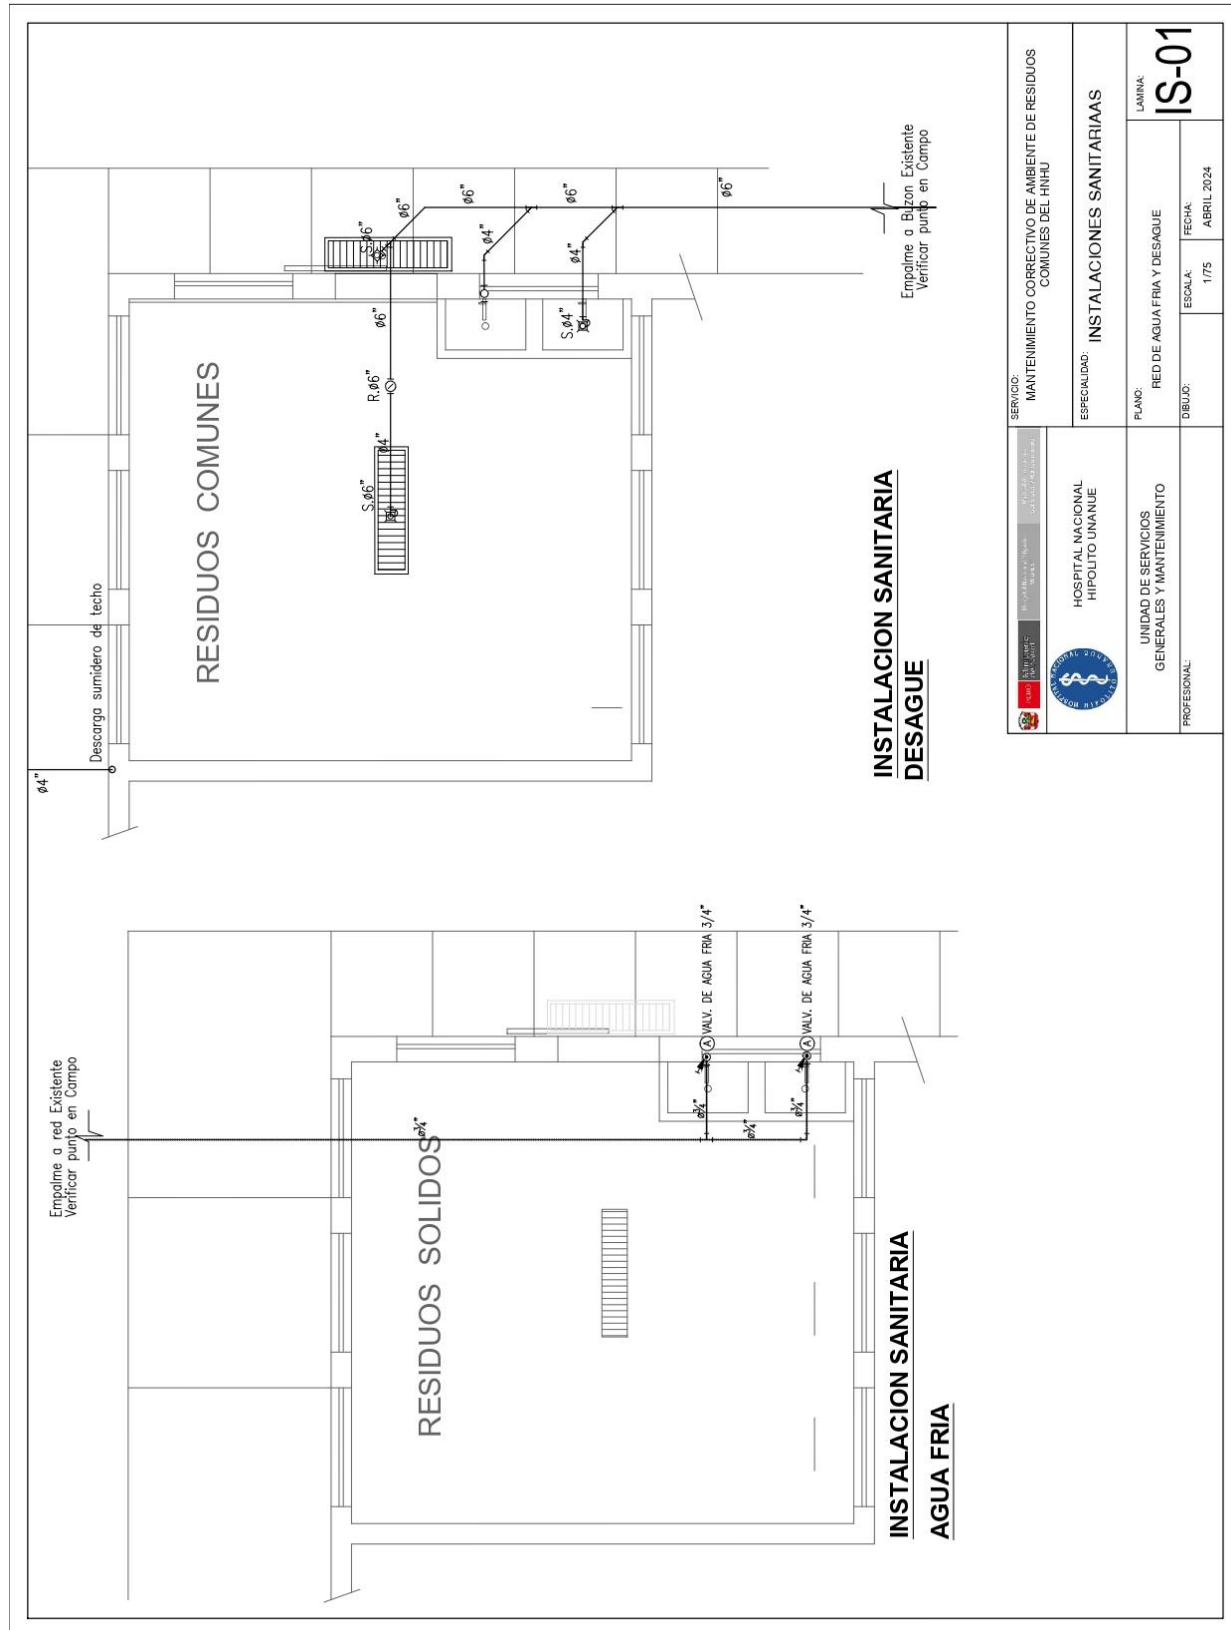 Empalme a red Existente
Verificar punto en Campo
RESIDUOS SOLIDOS
ø¾"
ø¾"
ø¾"
ø¾"
A
VALV. DE AGUA FRIA 3/4"
A
VALV. DE AGUA FRIA 3/4"
INSTALACION SANITARIA
AGUA FRIA
ø4"
Descarga sumidero de techo
RESIDUOS COMUNES
S.ø6"
ø4"
R.ø6"
ø6"
S.ø6"
ø6"
ø6"
ø4"
ø6"
S.ø4"
ø4"
ø6"
Empalme a Buzon Existente
Verificar punto en Campo
INSTALACION SANITARIA
DESAGUE
PERÚ
HOSPITAL NACIONAL
HIPOLITO UNANUE
UNIDAD DE SERVICIOS
GENERALES Y MANTENIMIENTO
PROFESIONAL:
SERVICIO:
MANTENIMIENTO CORRECTIVO DE AMBIENTE DE RESIDUOS
COMUNES DEL HNHU
ESPECIALIDAD:
INSTALACIONES SANITARIAAS
PLANO:
RED DE AGUA FRIA Y DESAGUE
DIBUJO:
ESCALA:
1/75
FECHA:
ABRIL 2024
LAMINA:
IS-01